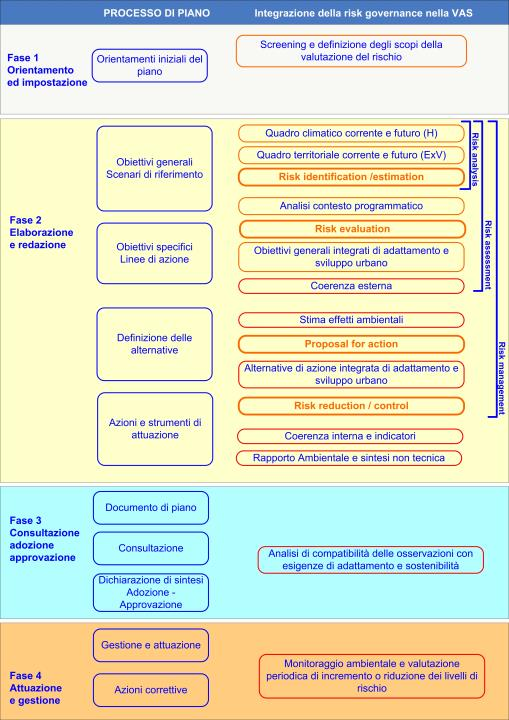 PROCESSO DI PIANO
Integrazione della risk governance nella VAS
Fase 1
Orientamento
ed impostazione
Orientamenti iniziali del
piano
Screening e definizione degli scopi della
valutazione del rischio
Fase 2
Elaborazione
e redazione
Obiettivi generali
Scenari di riferimento
Obiettivi specifici
Linee di azione
Definizione delle
alternative
Azioni e strumenti di
attuazione
Quadro climatico corrente e futuro (H)
Quadro territoriale corrente e futuro (ExV)
Risk identification /estimation
Analisi contesto programmatico
Risk evaluation
Obiettivi generali integrati di adattamento e
sviluppo urbano
Coerenza esterna
Stima effetti ambientali
Proposal for action
Alternative di azione integrata di adattamento e
sviluppo urbano
Risk reduction / control
Coerenza interna e indicatori
Rapporto Ambientale e sintesi non tecnica
Risk analysis
Risk assessment
Risk management
Fase 3
Consultazione
adozione
approvazione
Documento di piano
Consultazione
Dichiarazione di sintesi
Adozione -
Approvazione
Analisi di compatibilità delle osservazioni con
esigenze di adattamento e sostenibilità
Fase 4
Attuazione
e gestione
Gestione e attuazione
Azioni correttive
Monitoraggio ambientale e valutazione
periodica di incremento o riduzione dei livelli di
rischio